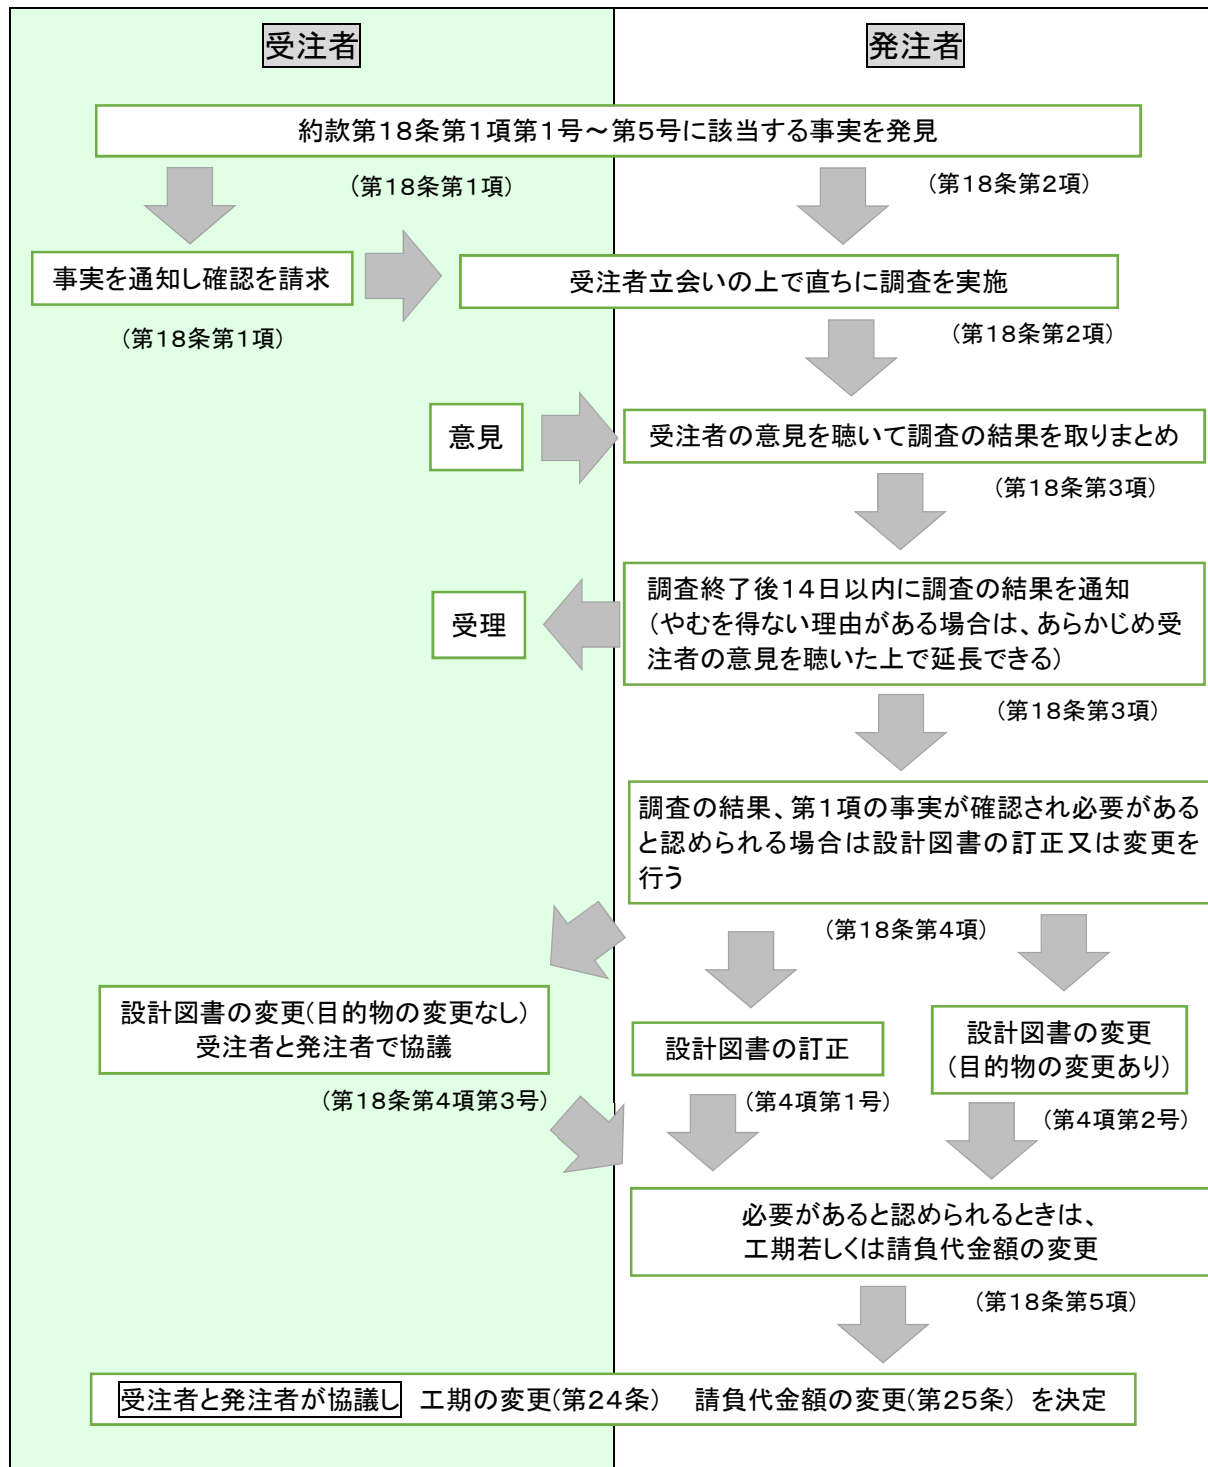 受注者
発注者
約款第18条第1項第1号～第5号に該当する事実を発見
(第18条第1項)
(第18条第2項)
事実を通知し確認を請求
受注者立会いの上で直ちに調査を実施
(第18条第1項)
(第18条第2項)
意見
受注者の意見を聴いて調査の結果を取りまとめ
(第18条第3項)
受理
調査終了後14日以内に調査の結果を通知
(やむを得ない理由がある場合は、あらかじめ受
注者の意見を聴いた上で延長できる)
(第18条第3項)
調査の結果、第1項の事実が確認され必要がある
と認められる場合は設計図書の訂正又は変更を
行う
(第18条第4項)
設計図書の変更(目的物の変更なし)
受注者と発注者で協議
設計図書の訂正
設計図書の変更
(目的物の変更あり)
(第18条第4項第3号)
(第4項第1号)
(第4項第2号)
必要があると認められるときは、
工期若しくは請負代金額の変更
(第18条第5項)
受注者と発注者が協議し 工期の変更(第24条) 請負代金額の変更(第25条) を決定